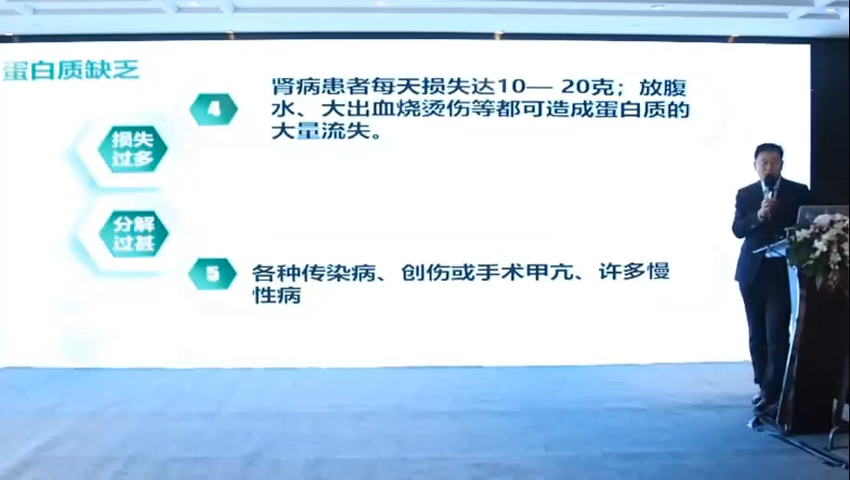 蛋白质缺乏
4
肾病患者每天损失达10— 20克；放腹
水、大出血烧烫伤等都可造成蛋白质的
大量流失。
损失
过多
分解
过甚
5
各种传染病、创伤或手术甲亢、许多慢
性病